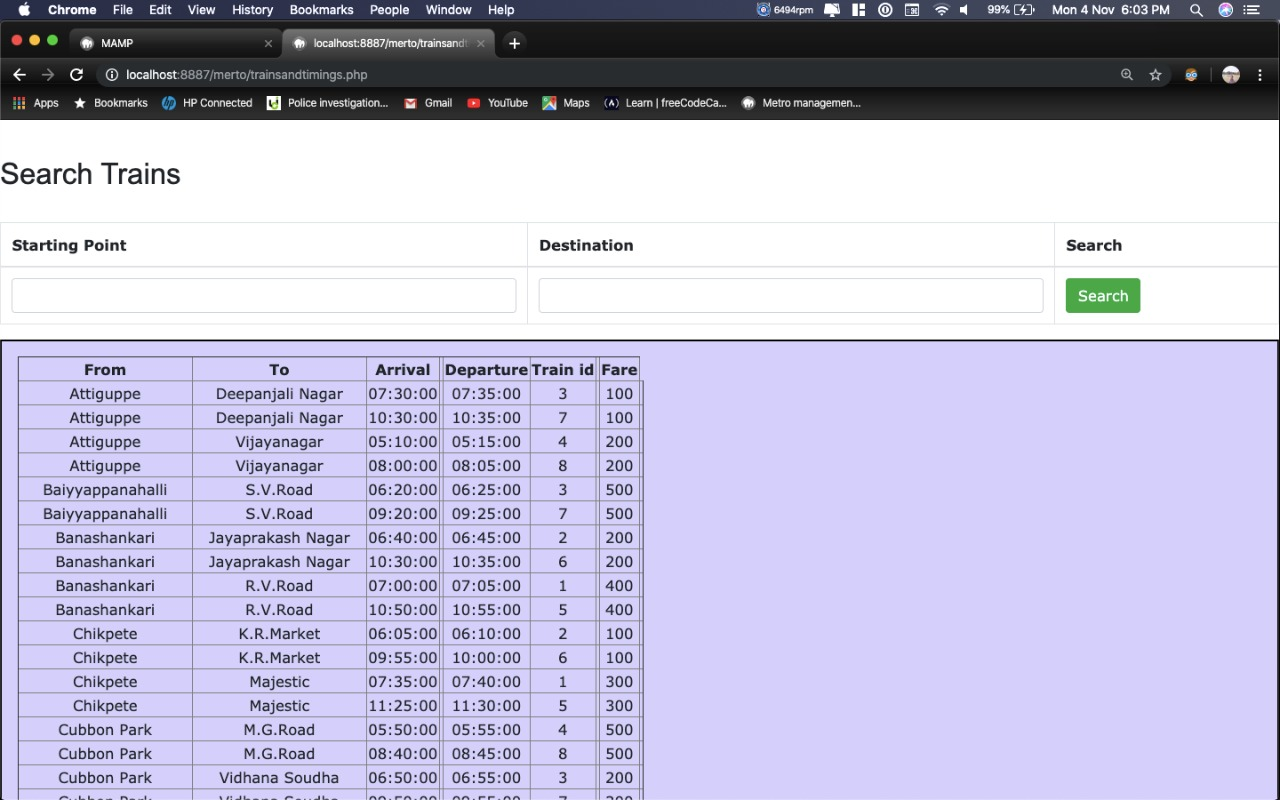 Chrome File Edit View History Bookmarks People Window Help 6494rpm 99% Mon 4 Nov 6:03 PM
MAMP localhost:8887/merto/trainsandt
localhost:8887/merto/trainsandtimings.php
Apps Bookmarks HP Connected Police investigation... Gmail YouTube Maps Learn | freeCodeCa... Metro managemen...
Search Trains
Starting Point Destination Search
Search
From To Arrival Departure Train id Fare
Attiguppe Deepanjali Nagar 07:30:00 07:35:00 3 100
Attiguppe Deepanjali Nagar 10:30:00 10:35:00 7 100
Attiguppe Vijayanagar 05:10:00 05:15:00 4 200
Attiguppe Vijayanagar 08:00:00 08:05:00 8 200
Baiyyappanahalli S.V.Road 06:20:00 06:25:00 3 500
Baiyyappanahalli S.V.Road 09:20:00 09:25:00 7 500
Banashankari Jayaprakash Nagar 06:40:00 06:45:00 2 200
Banashankari Jayaprakash Nagar 10:30:00 10:35:00 6 200
Banashankari R.V.Road 07:00:00 07:05:00 1 400
Banashankari R.V.Road 10:50:00 10:55:00 5 400
Chikpete K.R.Market 06:05:00 06:10:00 2 100
Chikpete K.R.Market 09:55:00 10:00:00 6 100
Chikpete Majestic 07:35:00 07:40:00 1 300
Chikpete Majestic 11:25:00 11:30:00 5 300
Cubbon Park M.G.Road 05:50:00 05:55:00 4 500
Cubbon Park M.G.Road 08:40:00 08:45:00 8 500
Cubbon Park Vidhana Soudha 06:50:00 06:55:00 3 200